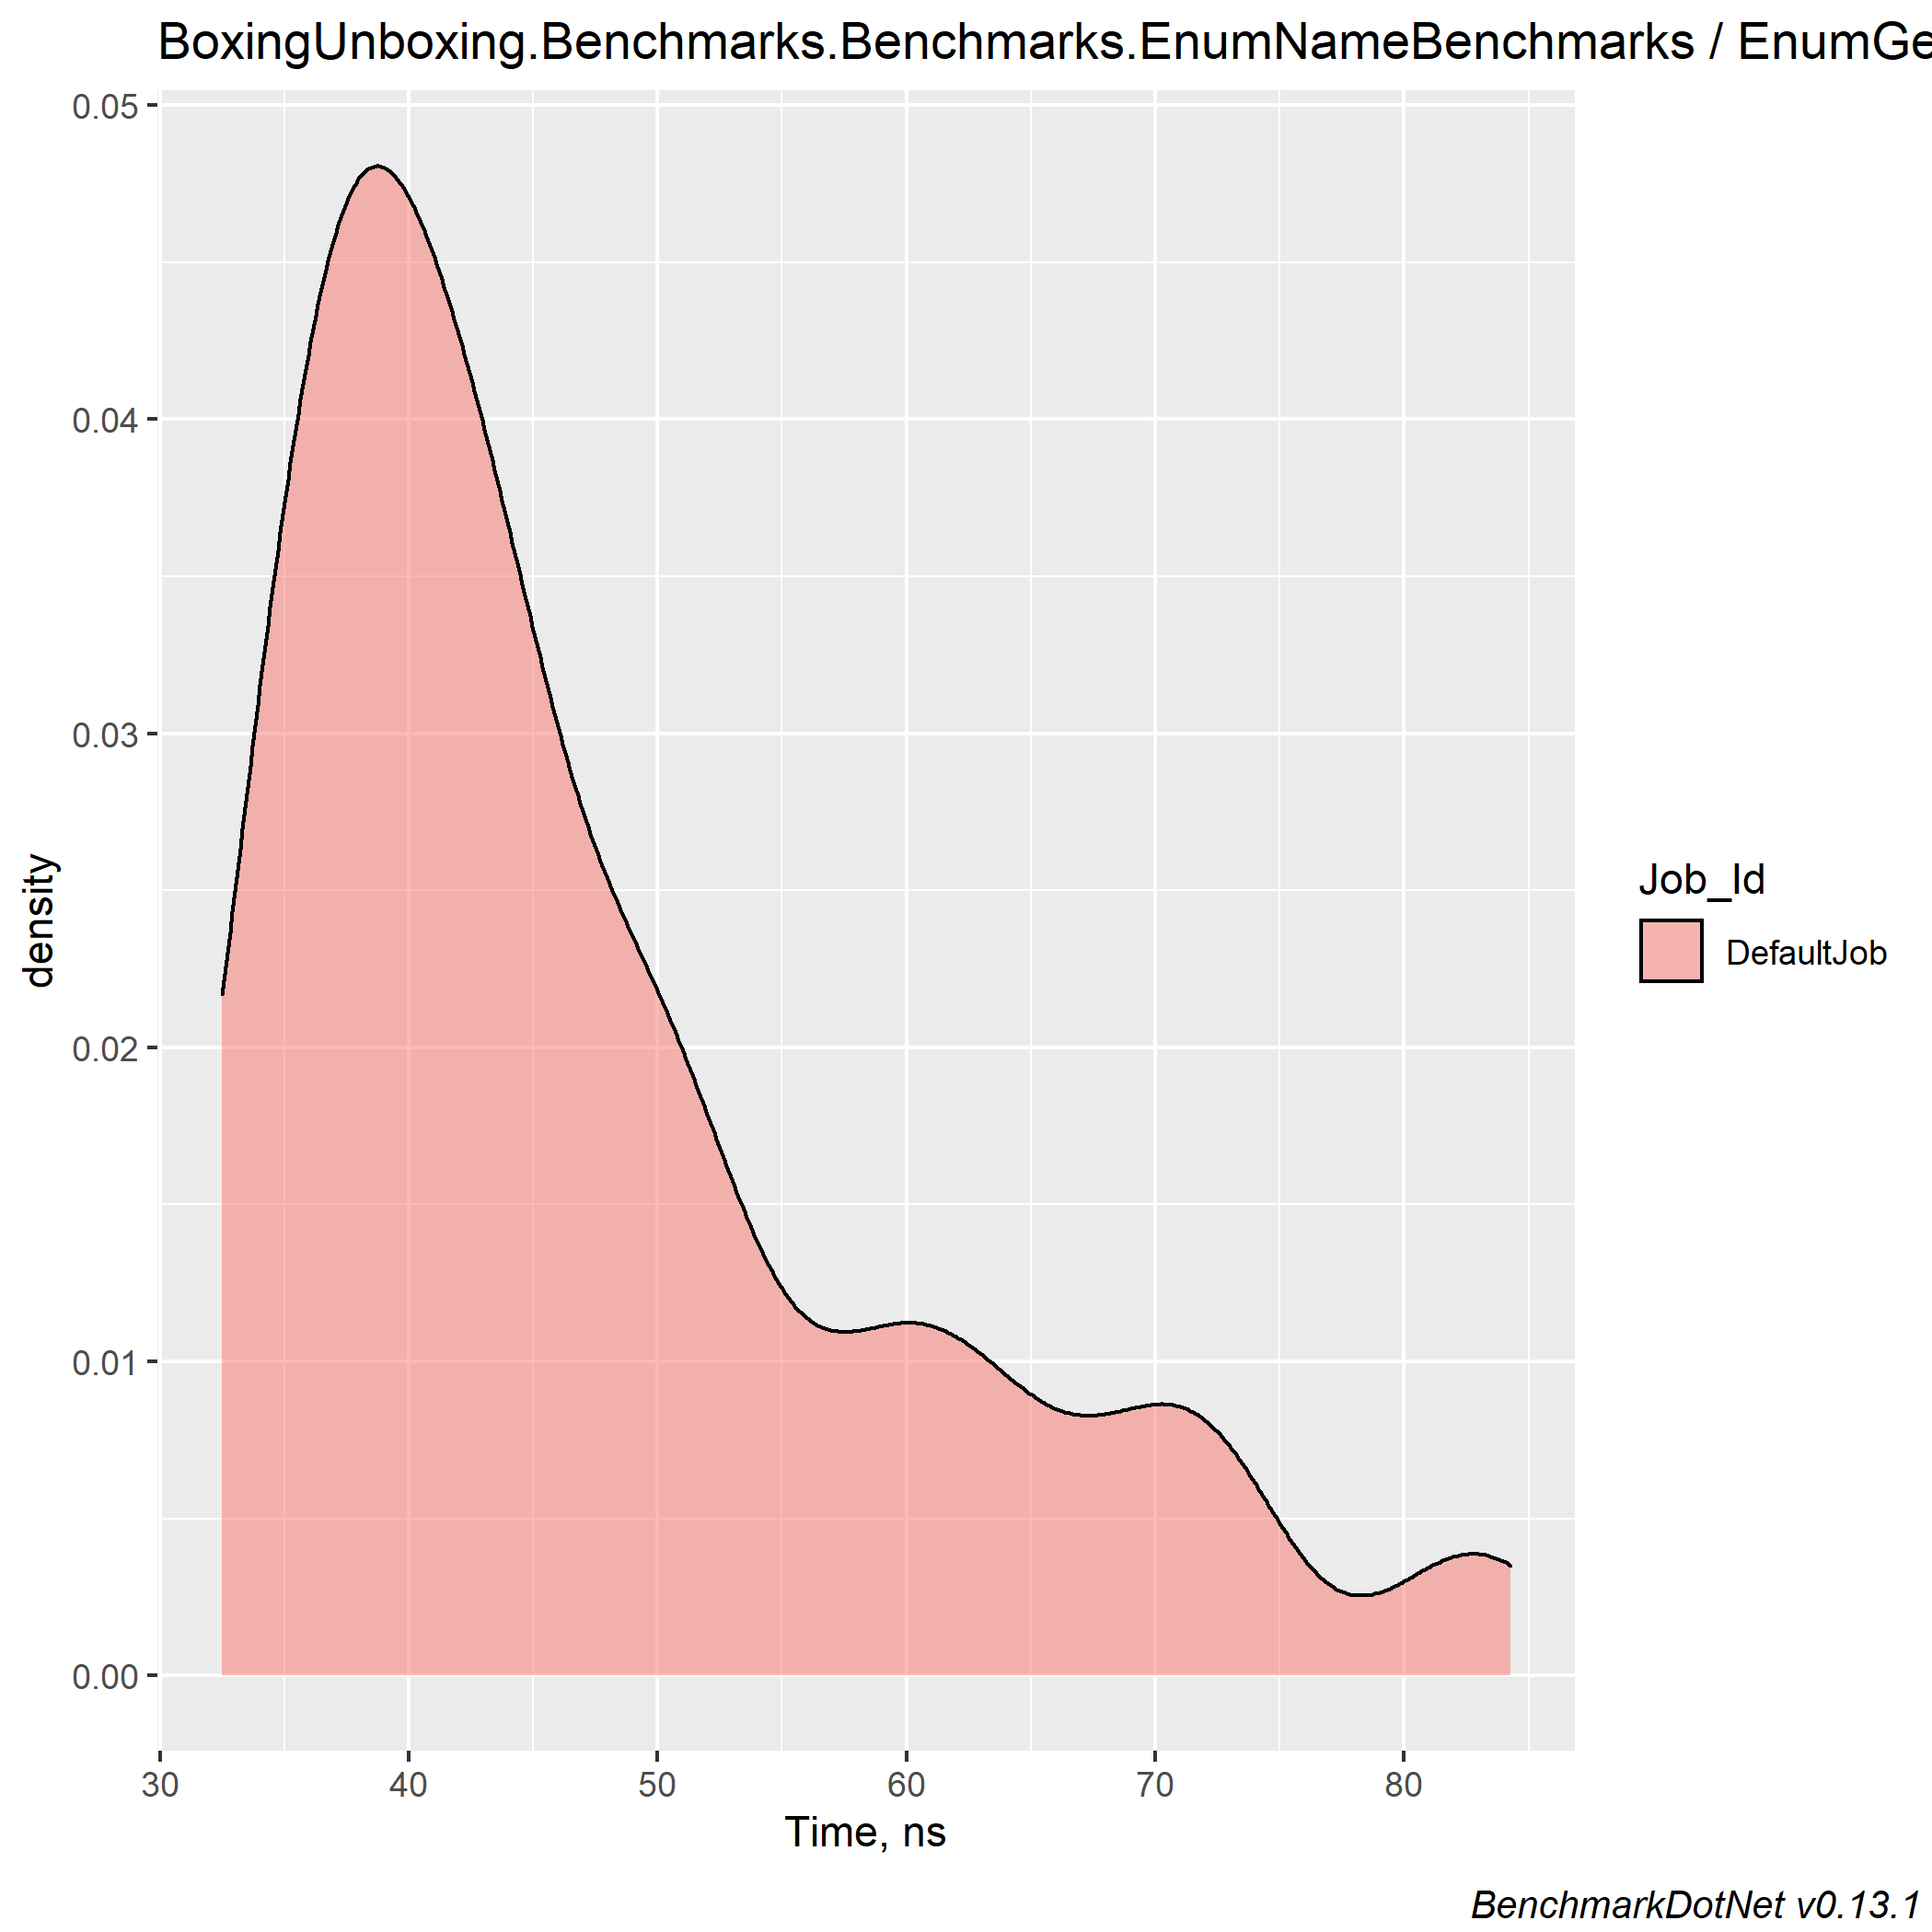 BoxingUnboxing.Benchmarks.Benchmarks.EnumNameBenchmarks / EnumGe
0.05
0.04
0.03
0.02
0.01
0.00
density
30 40 50 60 70 80
Time, ns
Job_Id
DefaultJob
BenchmarkDotNet v0.13.1